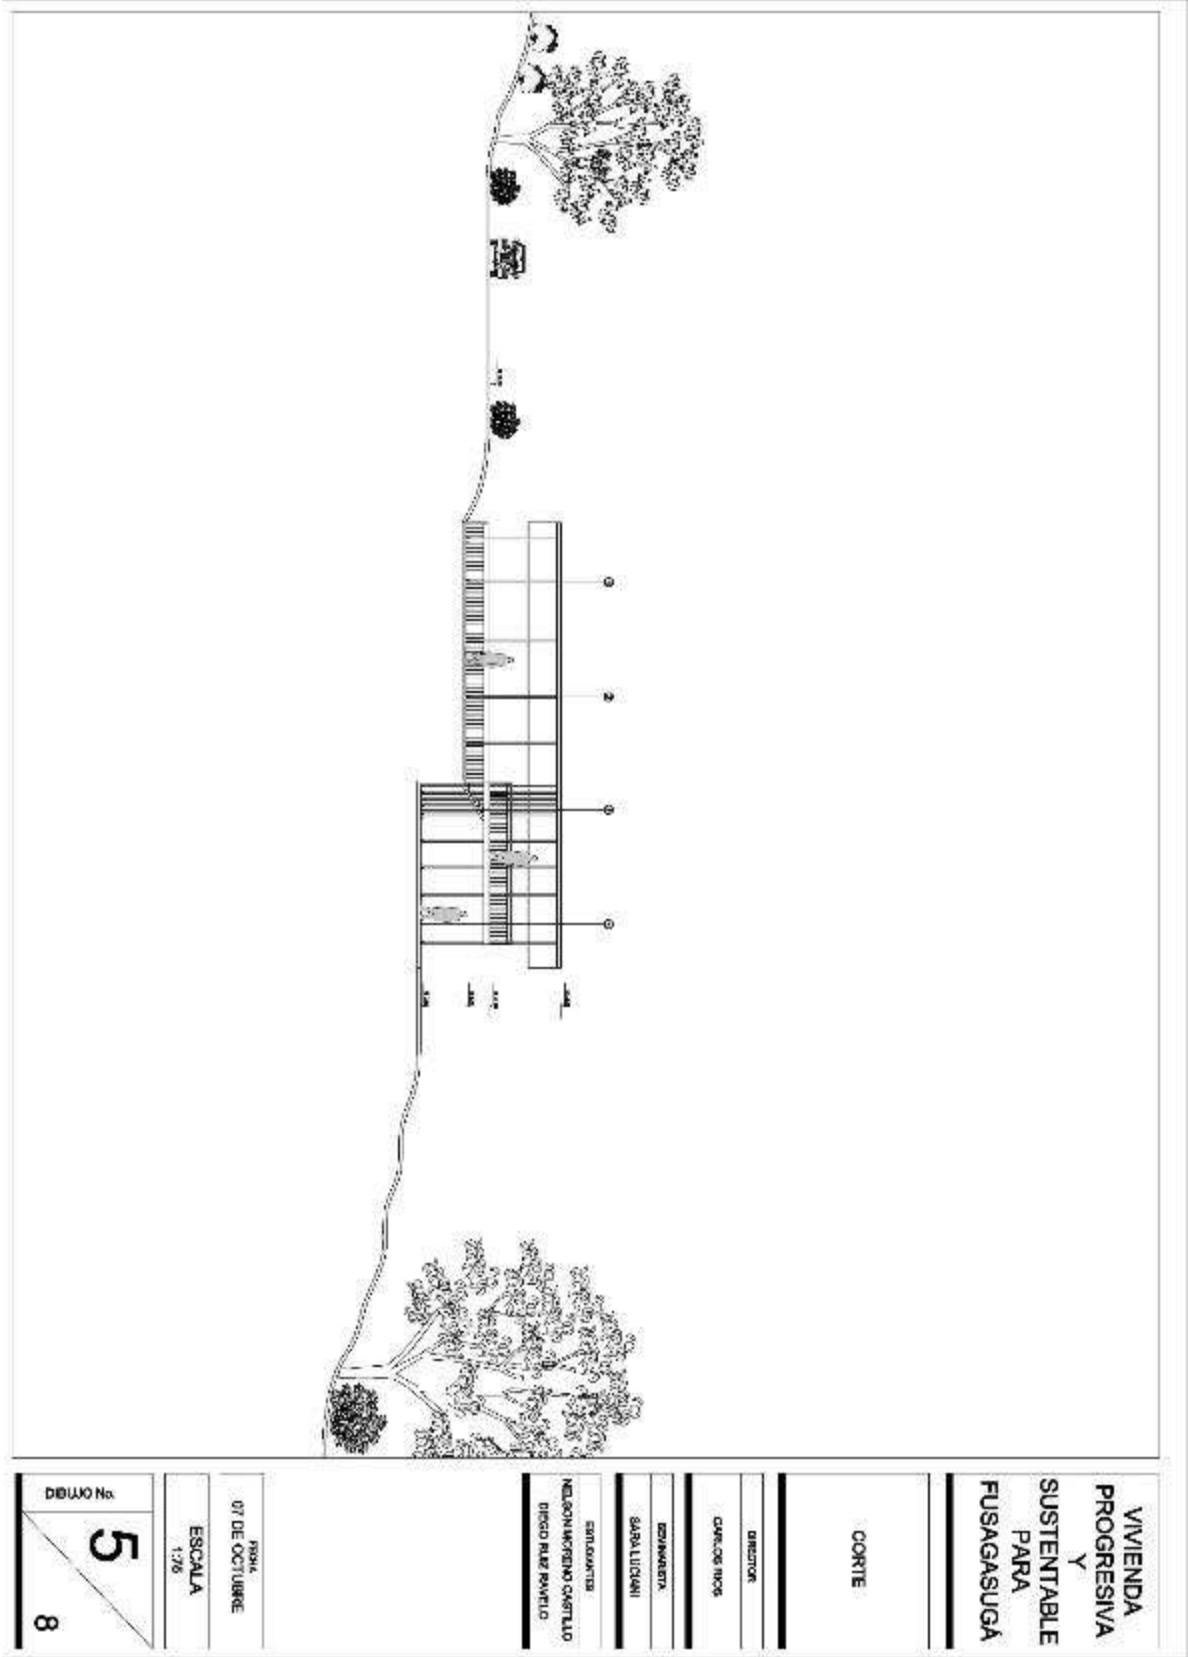 VIVIENDA
PROGRESIVA
Y
SUSTENTABLE
PARA
FUSAGASUGÁ
CORTE
DIRECTOR
CARLOS RIOS
SEMINARISTA
SARA LUCIANI
ESTUDIANTES
NELSON MORENO CASTILLO
DIEGO RUIZ RAVELO
FECHA
07 DE OCTUBRE
ESCALA
1:75
DIBUJO No.
5
8